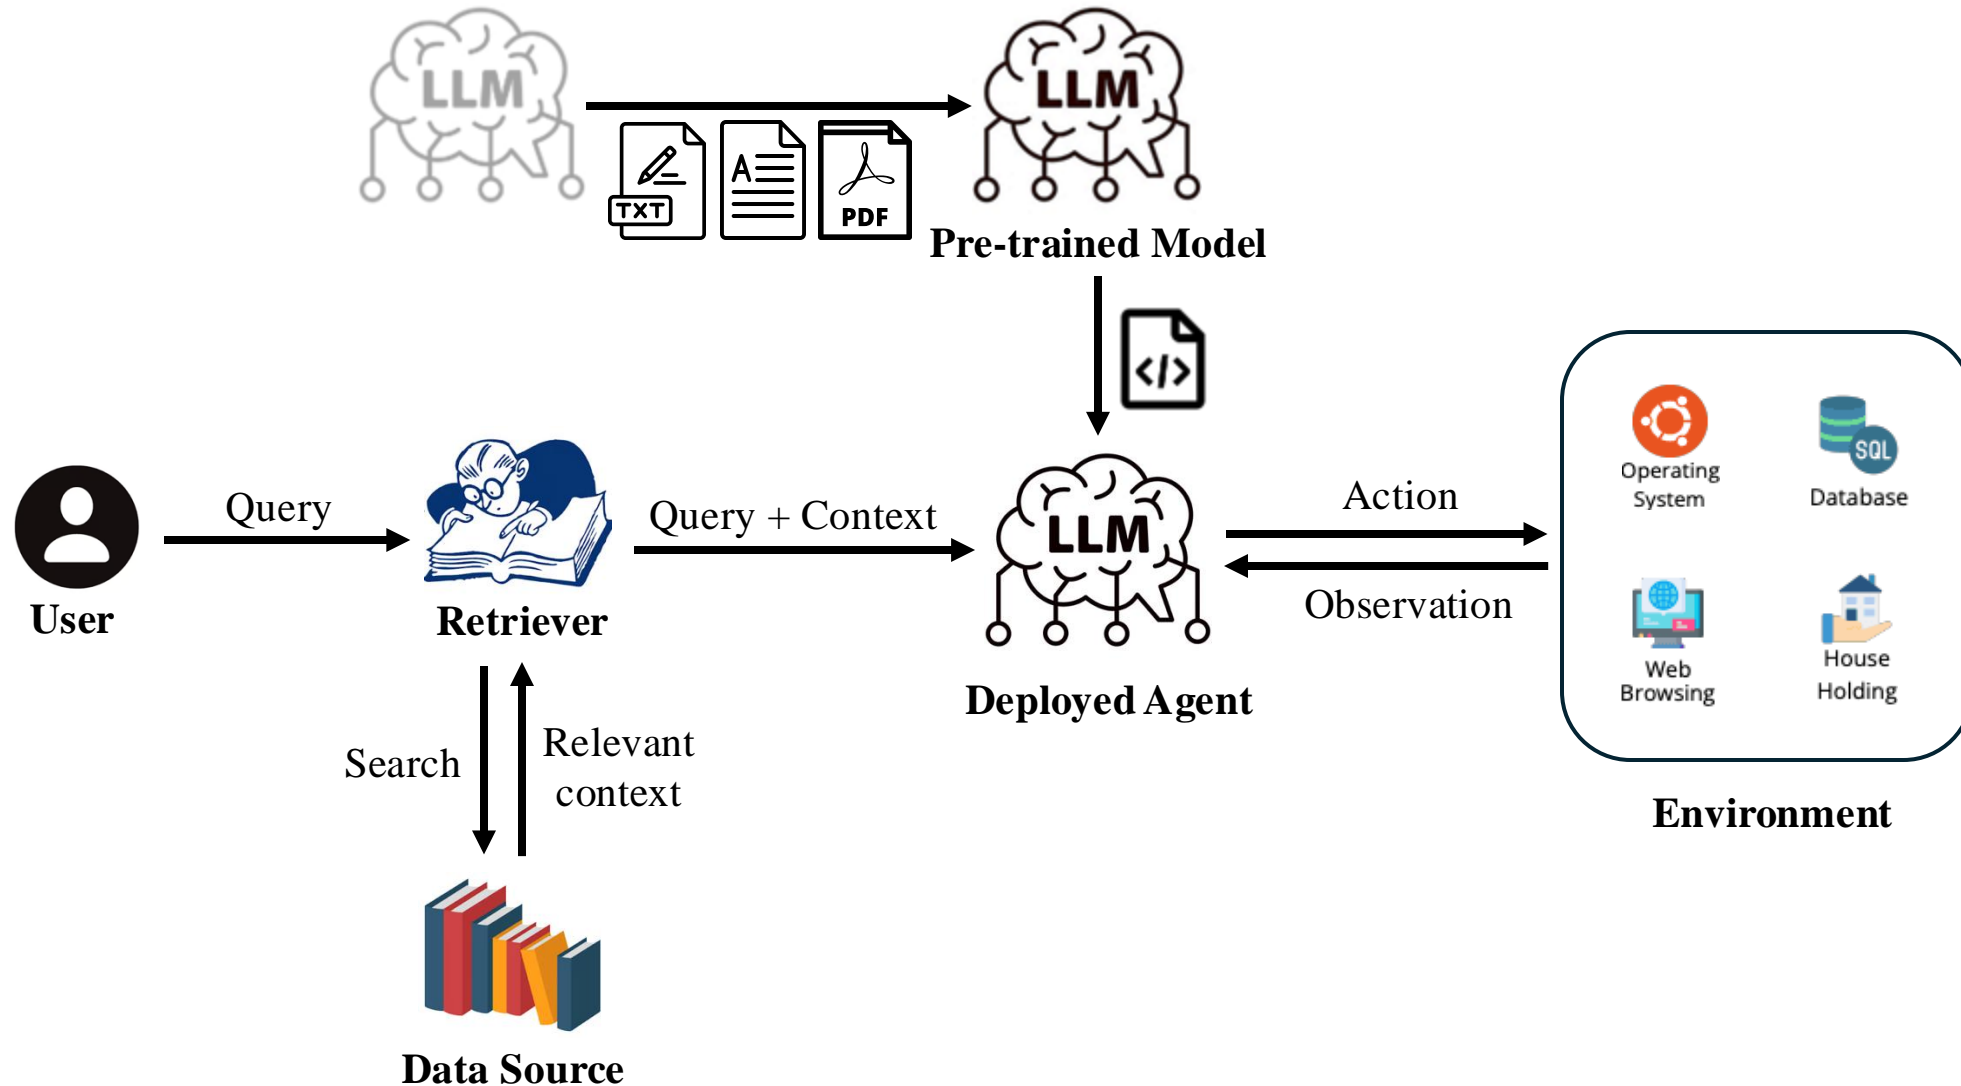 LLM
LLM
TXT
A
PDF
Pre-trained Model
</>
User
Query
Retriever
Query + Context
LLM
Deployed Agent
Action
Observation
Operating
System
SQL
Database
Web
Browsing
House
Holding
Environment
Search
Relevant
context
Data Source